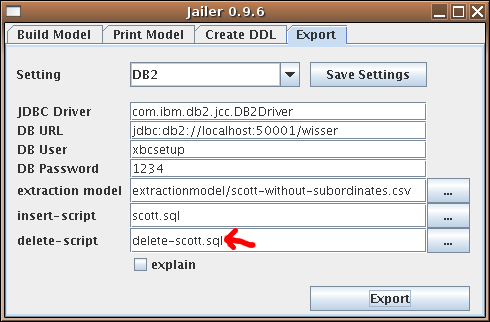 Jailer 0.9.6
Build Model Print Model Create DDL Export
Setting DB2 Save Settings
JDBC Driver com.ibm.db2.jcc.DB2Driver
DB URL jdbc:db2://localhost:50001/wisser
DB User xbcsetup
DB Password 1234
extraction model extractionmodel/scott-without-subordinates.csv ...
insert-script scott.sql ...
delete-script delete-scott.sql ...
explain
Export